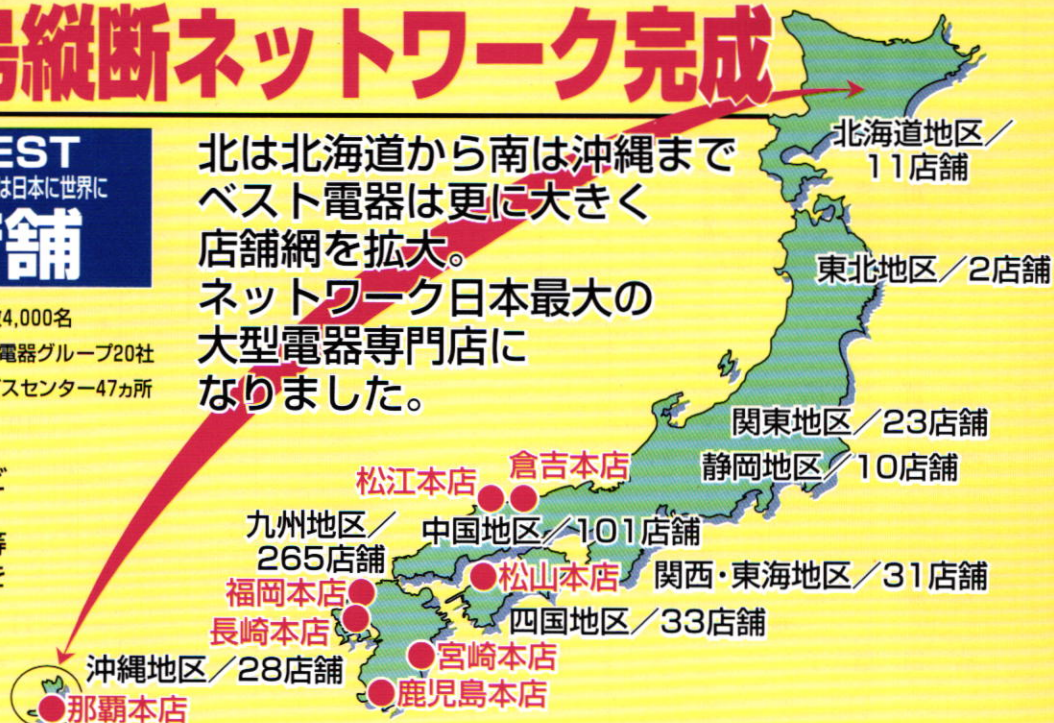 縦断ネットワーク完成
EST
は日本に世界に
舗
4,000名
電器グループ20社
スセンター47ヵ所
北は北海道から南は沖縄まで
ベスト電器は更に大きく
店舗網を拡大。
ネットワーク日本最大の
大型電器専門店に
なりました。
北海道地区／
11店舗
東北地区／2店舗
関東地区／23店舗
静岡地区／10店舗
倉吉本店
松江本店
九州地区／
265店舗
中国地区／101店舗
福岡本店
松山本店
関西・東海地区／31店舗
長崎本店
四国地区／33店舗
沖縄地区／28店舗
宮崎本店
鹿児島本店
那覇本店